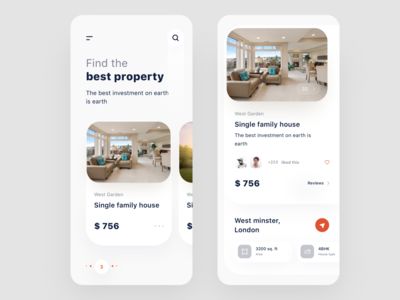 Find the
best property
The best investment on earth
is earth
West Garden
Single family house
$ 756
3
West Garden
Single family house
The best investment on earth is
earth
liked this
$ 756
Reviews
West minster,
London
3200 sq. ft
4BHK